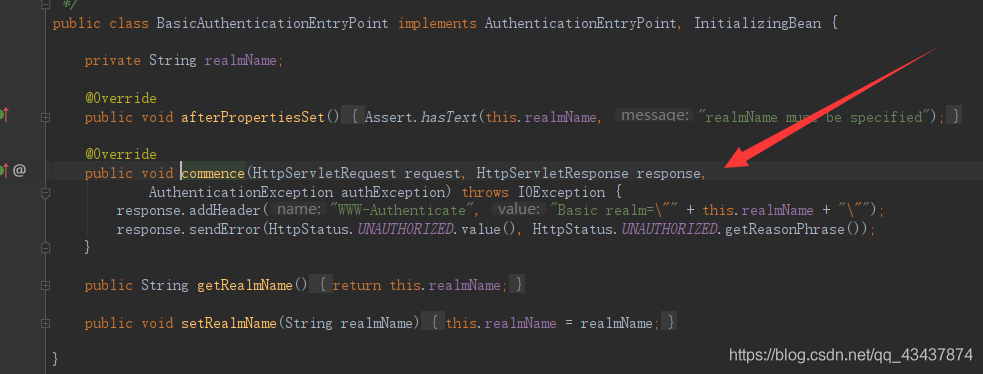 */
public class BasicAuthenticationEntryPoint implements AuthenticationEntryPoint, InitializingBean {
private String realmName;
@Override
public void afterPropertiesSet() { Assert.hasText(this.realmName, message: "realmName must be specified"); }
@Override
public void commence(HttpServletRequest request, HttpServletResponse response,
AuthenticationException authException) throws IOException {
response.addHeader( name: "WWW-Authenticate", value: "Basic realm=\"" + this.realmName + "\"");
response.sendError(HttpStatus.UNAUTHORIZED.value(), HttpStatus.UNAUTHORIZED.getReasonPhrase());
}
public String getRealmName() { return this.realmName; }
public void setRealmName(String realmName) { this.realmName = realmName; }
}
https://blog.csdn.net/qq_43437874